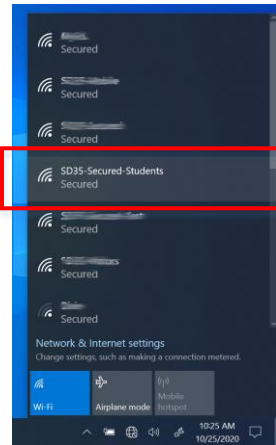 Secured
Secured
Secured
SD35-Secured-Students
Secured
Secured
Secured
Secured
Network & Internet settings
Change settings, such as making a connection metered.
Wi-Fi
Airplane mode
Mobile
hotspot
10:25 AM
10/25/2020